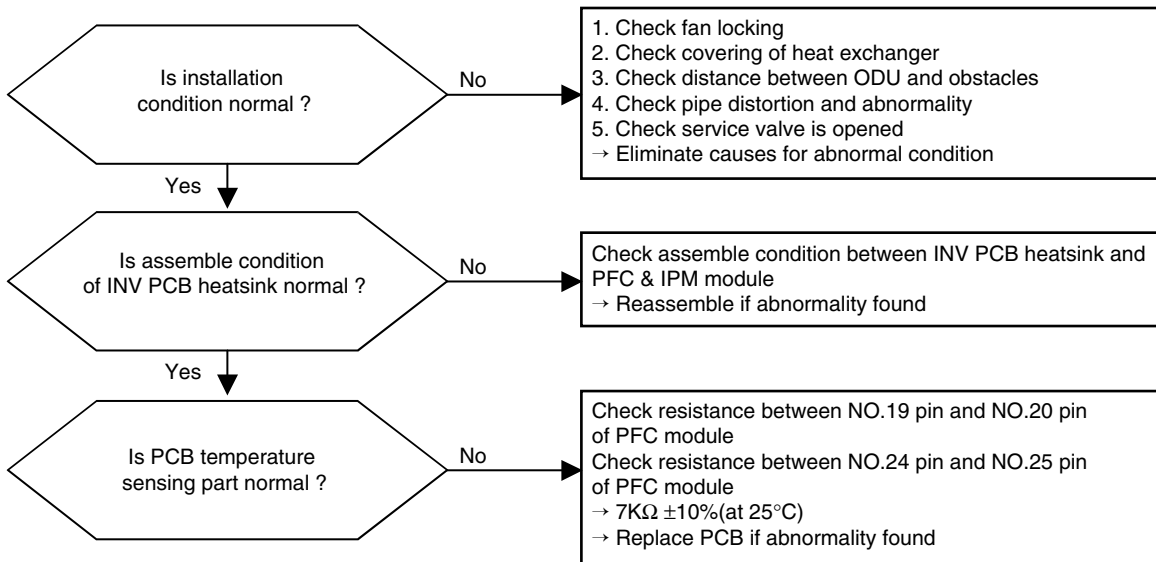 Is installation
condition normal ?
No
1. Check fan locking
2. Check covering of heat exchanger
3. Check distance between ODU and obstacles
4. Check pipe distortion and abnormality
5. Check service valve is opened
→ Eliminate causes for abnormal condition
Yes
Is assemble condition
of INV PCB heatsink normal ?
No
Check assemble condition between INV PCB heatsink and
PFC & IPM module
→ Reassemble if abnormality found
Yes
Is PCB temperature
sensing part normal ?
No
Check resistance between NO.19 pin and NO.20 pin
of PFC module
Check resistance between NO.24 pin and NO.25 pin
of PFC module
→ 7KΩ ±10%(at 25°C)
→ Replace PCB if abnormality found